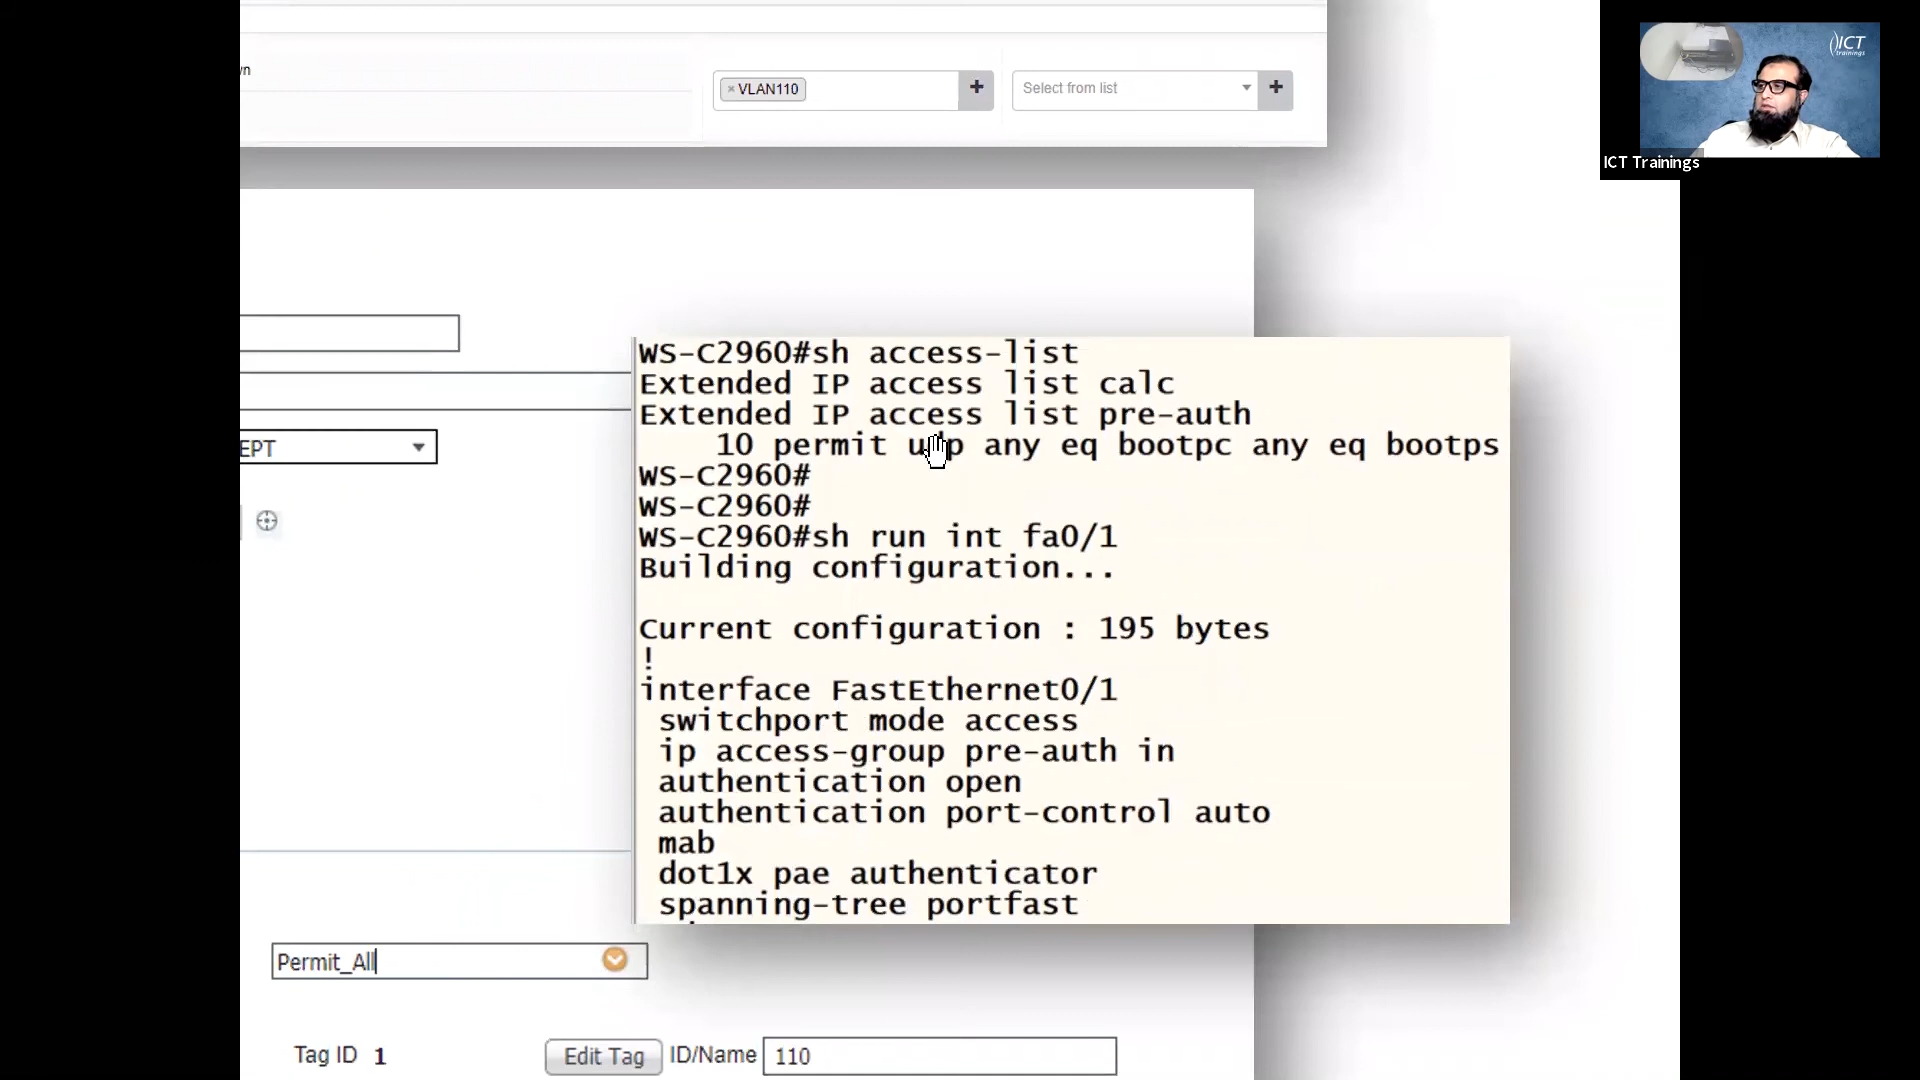 wn
×VLAN110
+
Select from list
+
ICT
trainings
ICT Trainings
EPT
WS-C2960#sh access-list
Extended IP access list calc
Extended IP access list pre-auth
10 permit udp any eq bootpc any eq bootps
WS-C2960#
WS-C2960#
WS-C2960#sh run int fa0/1
Building configuration...
Current configuration : 195 bytes
!
interface FastEthernet0/1
switchport mode access
ip access-group pre-auth in
authentication open
authentication port-control auto
mab
dot1x pae authenticator
spanning-tree portfast
Permit_All
Tag ID 1 Edit Tag ID/Name 110